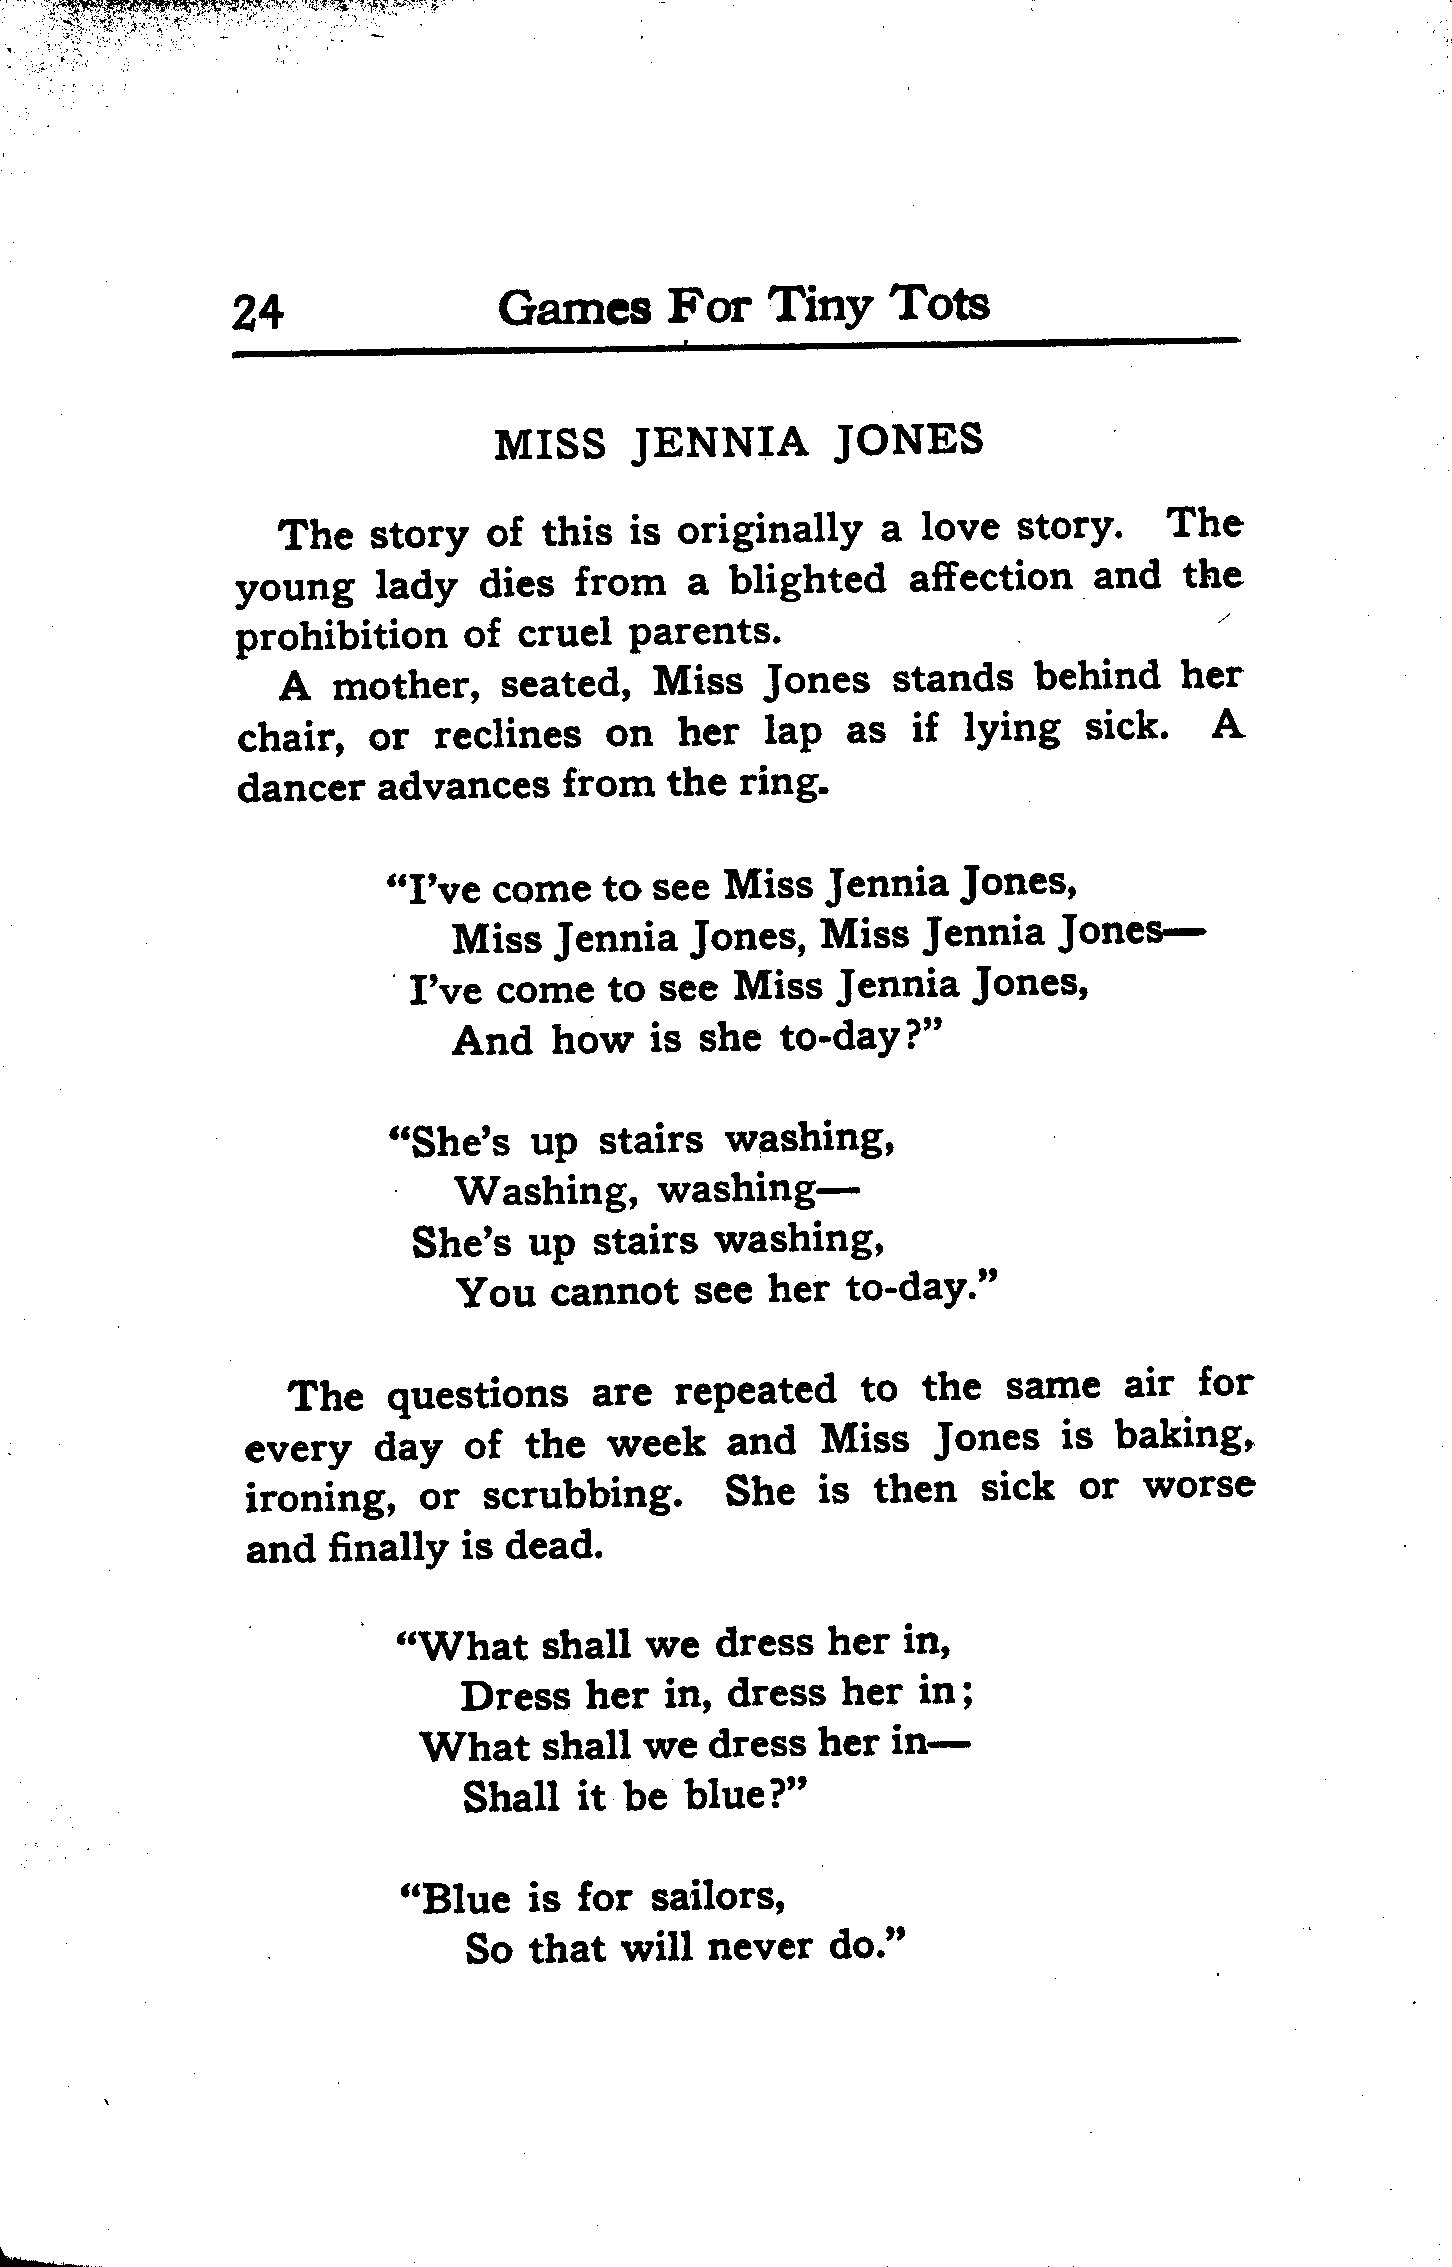 24 Games For Tiny Tots
MISS JENNIA JONES
The story of this is originally a love story. The
young lady dies from a blighted affection and the
prohibition of cruel parents.
A mother, seated, Miss Jones stands behind her
chair, or reclines on her lap as if lying sick. A
dancer advances from the ring.
“I’ve come to see Miss Jennia Jones,
Miss Jennia Jones, Miss Jennia Jones—
I’ve come to see Miss Jennia Jones,
And how is she to-day?”
“She’s up stairs washing,
Washing, washing—
She’s up stairs washing,
You cannot see her to-day.”
The questions are repeated to the same air for
every day of the week and Miss Jones is baking,
ironing, or scrubbing. She is then sick or worse
and finally is dead.
“What shall we dress her in,
Dress her in, dress her in;
What shall we dress her in—
Shall it be blue?”
“Blue is for sailors,
So that will never do.”